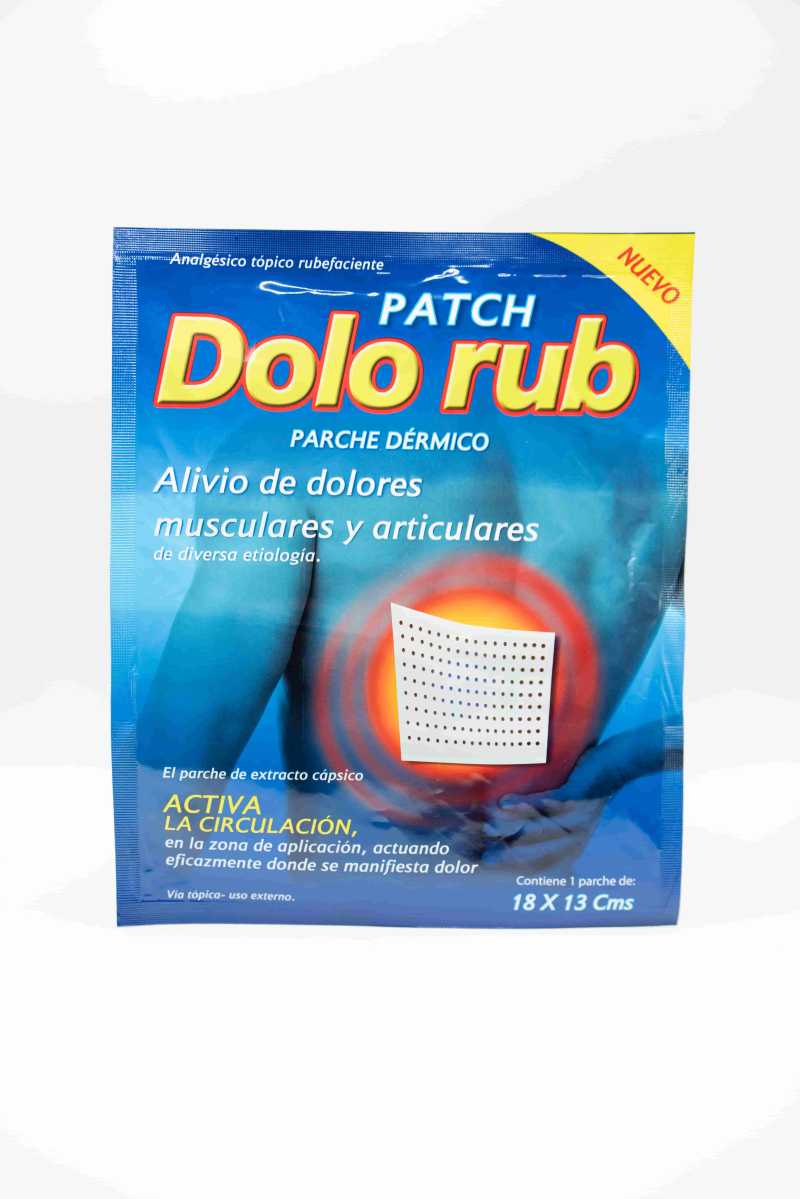 Analgésico tópico rubefaciente
NUEVO
PATCH
Dolo rub
PARCHE DÉRMICO
Alivio de dolores
musculares y articulares
de diversa etiología.
El parche de extracto cápsico
ACTIVA
LA CIRCULACIÓN,
en la zona de aplicación, actuando
eficazmente donde se manifiesta dolor
Vía tópica- uso externo.
Contiene 1 parche de:
18 X 13 Cms